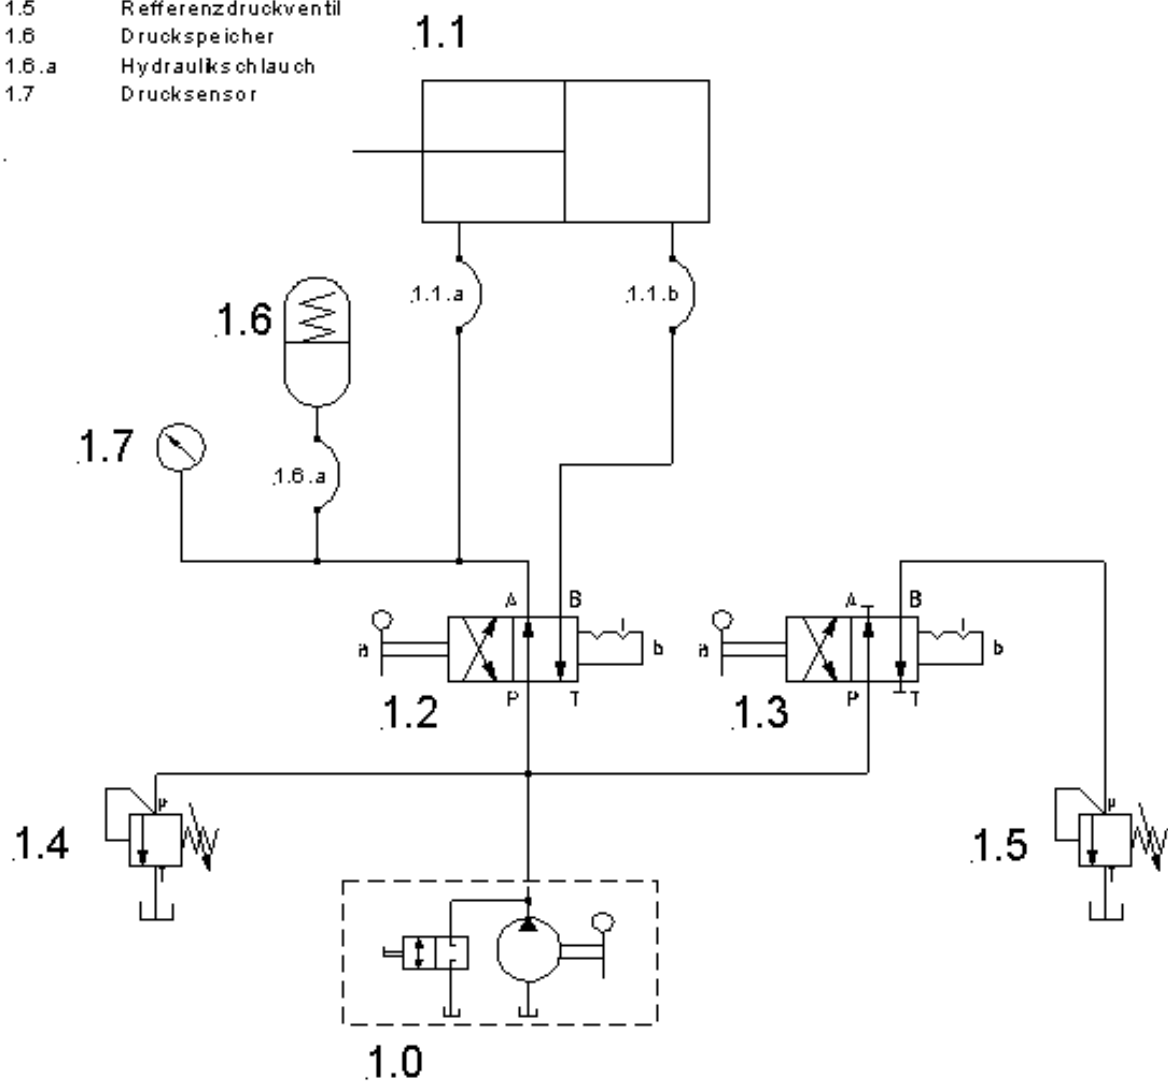 1.5 Refferenzdruckventil
1.6 Druckspeicher
1.6.a Hydraulikschlauch
1.7 Drucksensor
1.1
1.1.a
1.1.b
1.6
1.7
1.6.a
A B
a b
P T
1.2
A B
a b
P T
1.3
P
T
1.4
P
T
1.5
1.0